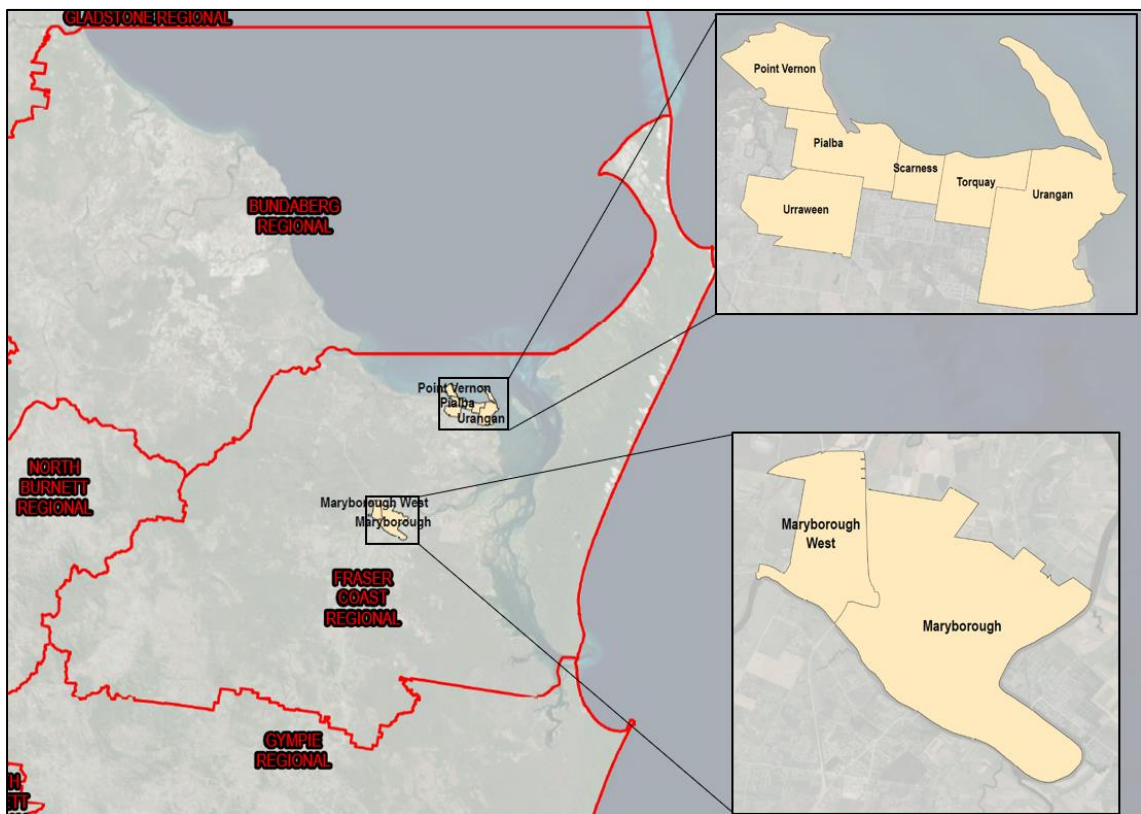 GLADSTONE REGIONAL
BUNDABERG
REGIONAL
Point Vernon
Pialba
Urangan
NORTH
BURNETT
REGIONAL
Maryborough West
Maryborough
FRASER
COAST
REGIONAL
GYMPIE
REGIONAL
Point Vernon
Pialba
Scarness
Torquay
Urangan
Urraween
Maryborough
West
Maryborough